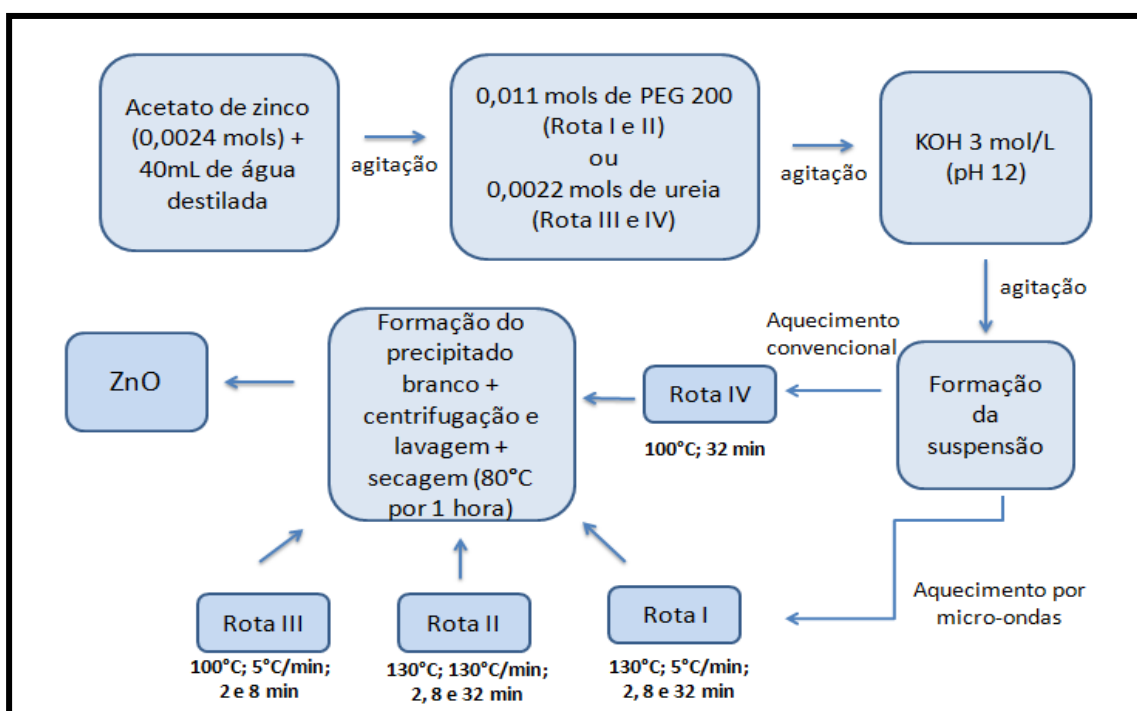 Acetato de zinco
(0,0024 mols) +
40mL de água
destilada
agitação
0,011 mols de PEG 200
(Rota I e II)
ou
0,0022 mols de ureia
(Rota III e IV)
agitação
KOH 3 mol/L
(pH 12)
agitação
Formação
da
suspensão
Aquecimento
convencional
Rota IV
100°C; 32 min
Formação do
precipitado
branco +
centrifugação e
lavagem +
secagem (80°C
por 1 hora)
ZnO
Aquecimento por
micro-ondas
Rota I
130°C; 5°C/min;
2, 8 e 32 min
Rota II
130°C; 130°C/min;
2, 8 e 32 min
Rota III
100°C; 5°C/min;
2 e 8 min